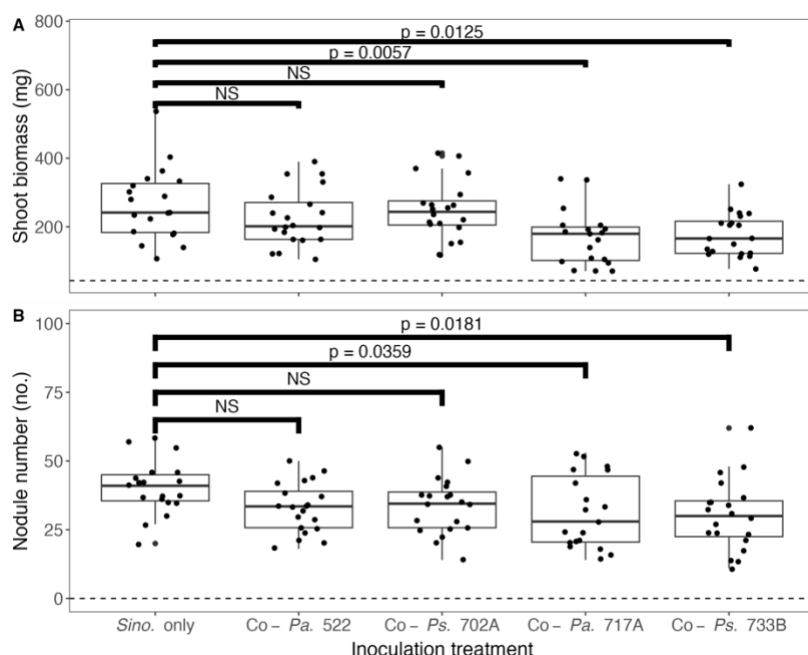 A
Shoot biomass (mg)
800
600
400
200
p = 0.0125
p = 0.0057
NS
NS
B
Nodule number (no.)
100
75
50
25
0
p = 0.0181
p = 0.0359
NS
NS
Sino. only
Co – Pa. 522
Co – Ps. 702A
Co – Pa. 717A
Co – Ps. 733B
Inoculation treatment